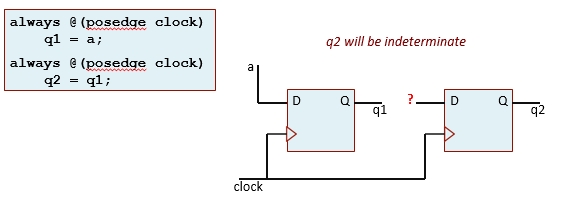 always @(posedge clock)
q1 = a;
always @(posedge clock)
q2 = q1;
q2 will be indeterminate
a
D Q
q1
?
D Q
q2
clock